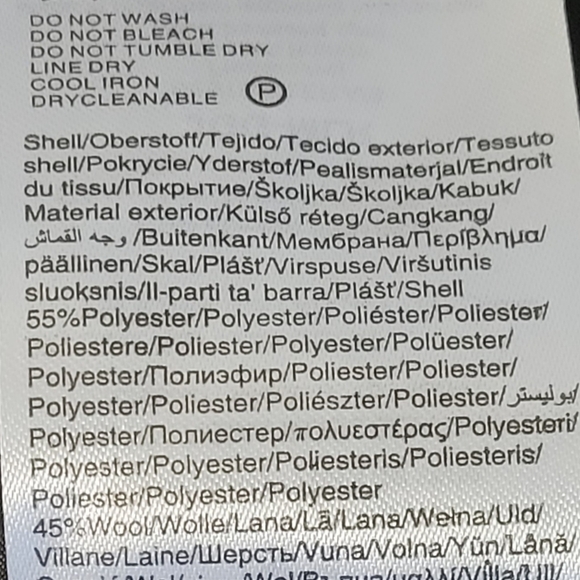 DO NOT WASH
DO NOT BLEACH
DO NOT TUMBLE DRY
LINE DRY
COOL IRON
DRYCLEANABLE P
Shell/Oberstoff/Tejido/Tecido exterior/Tessuto
shell/Pokrycie/Yderstof/Pealismaterjal/Endroit
du tissu/Покрытие/Školjka/Školjka/Kabuk/
Material exterior/Külső réteg/Cangkang/
وجه القماش/Buitenkant/Мембрана/Περίβλημα/
päällinen/Skal/Plášť/Virspuse/Viršutinis
sluoksnis/Il-parti ta' barra/Plášť/Shell
55%Polyester/Polyester/Poliéster/Poliester/
Poliestere/Poliester/Polyester/Polüester/
Polyester/Полиэфир/Poliester/Poliester/
Polyester/Poliester/Poliészter/Poliester/بوليستر/
Polyester/Полиестер/πολυεστέρας/Polyesteri/
Polyester/Polyester/Poliesteris/Poliesteris/
Poliester/Polyester/Polyester
45%Wool/Wolle/Lana/Lã/Lana/Wełna/Uld/
Villane/Laine/Шерсть/Vuna/Volna/Yün/Lână/